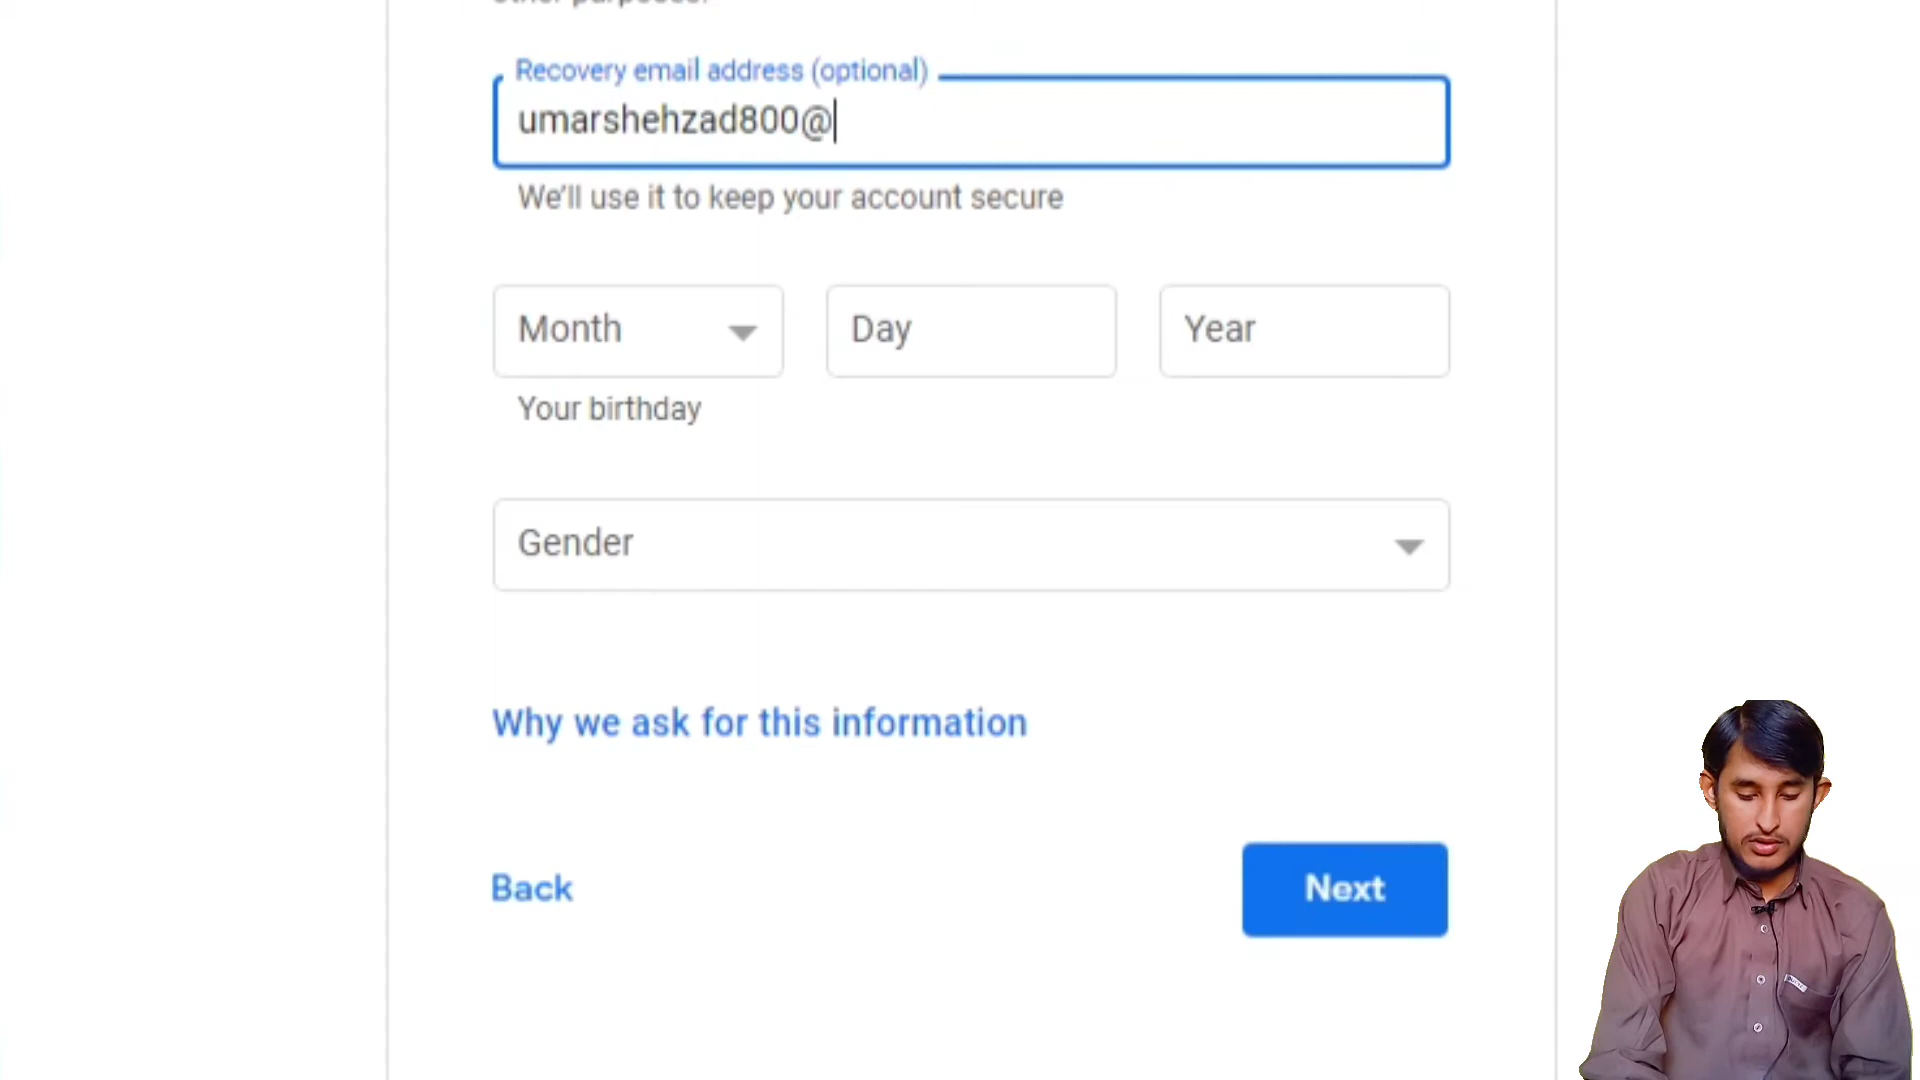 Recovery email address (optional)
umarshehzad800@
We'll use it to keep your account secure
Month Day Year
Your birthday
Gender
Why we ask for this information
Back Next